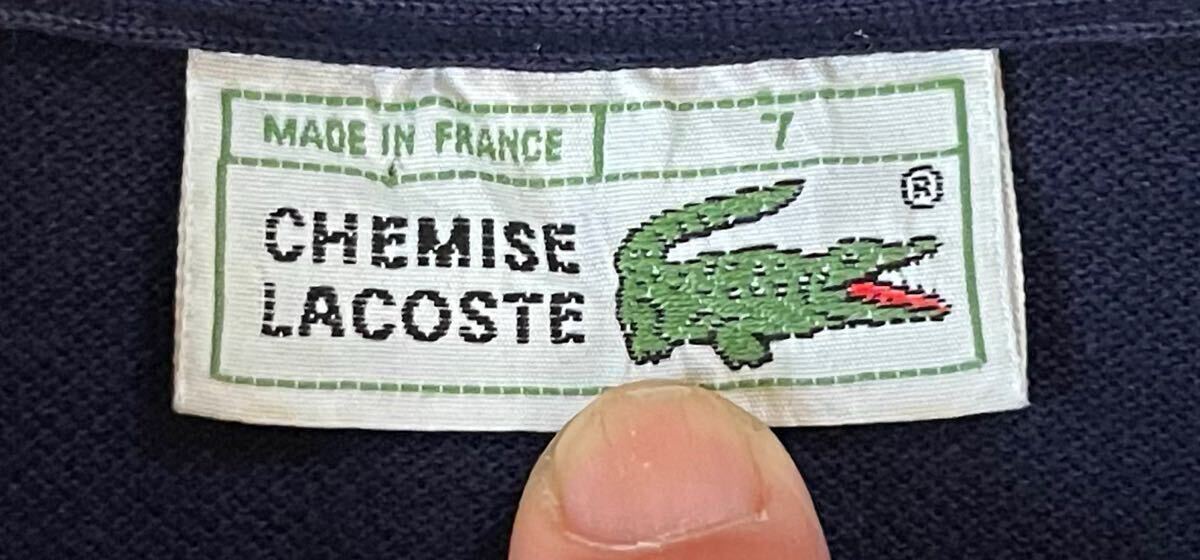 MADE IN FRANCE 7
®
CHEMISE
LACOSTE